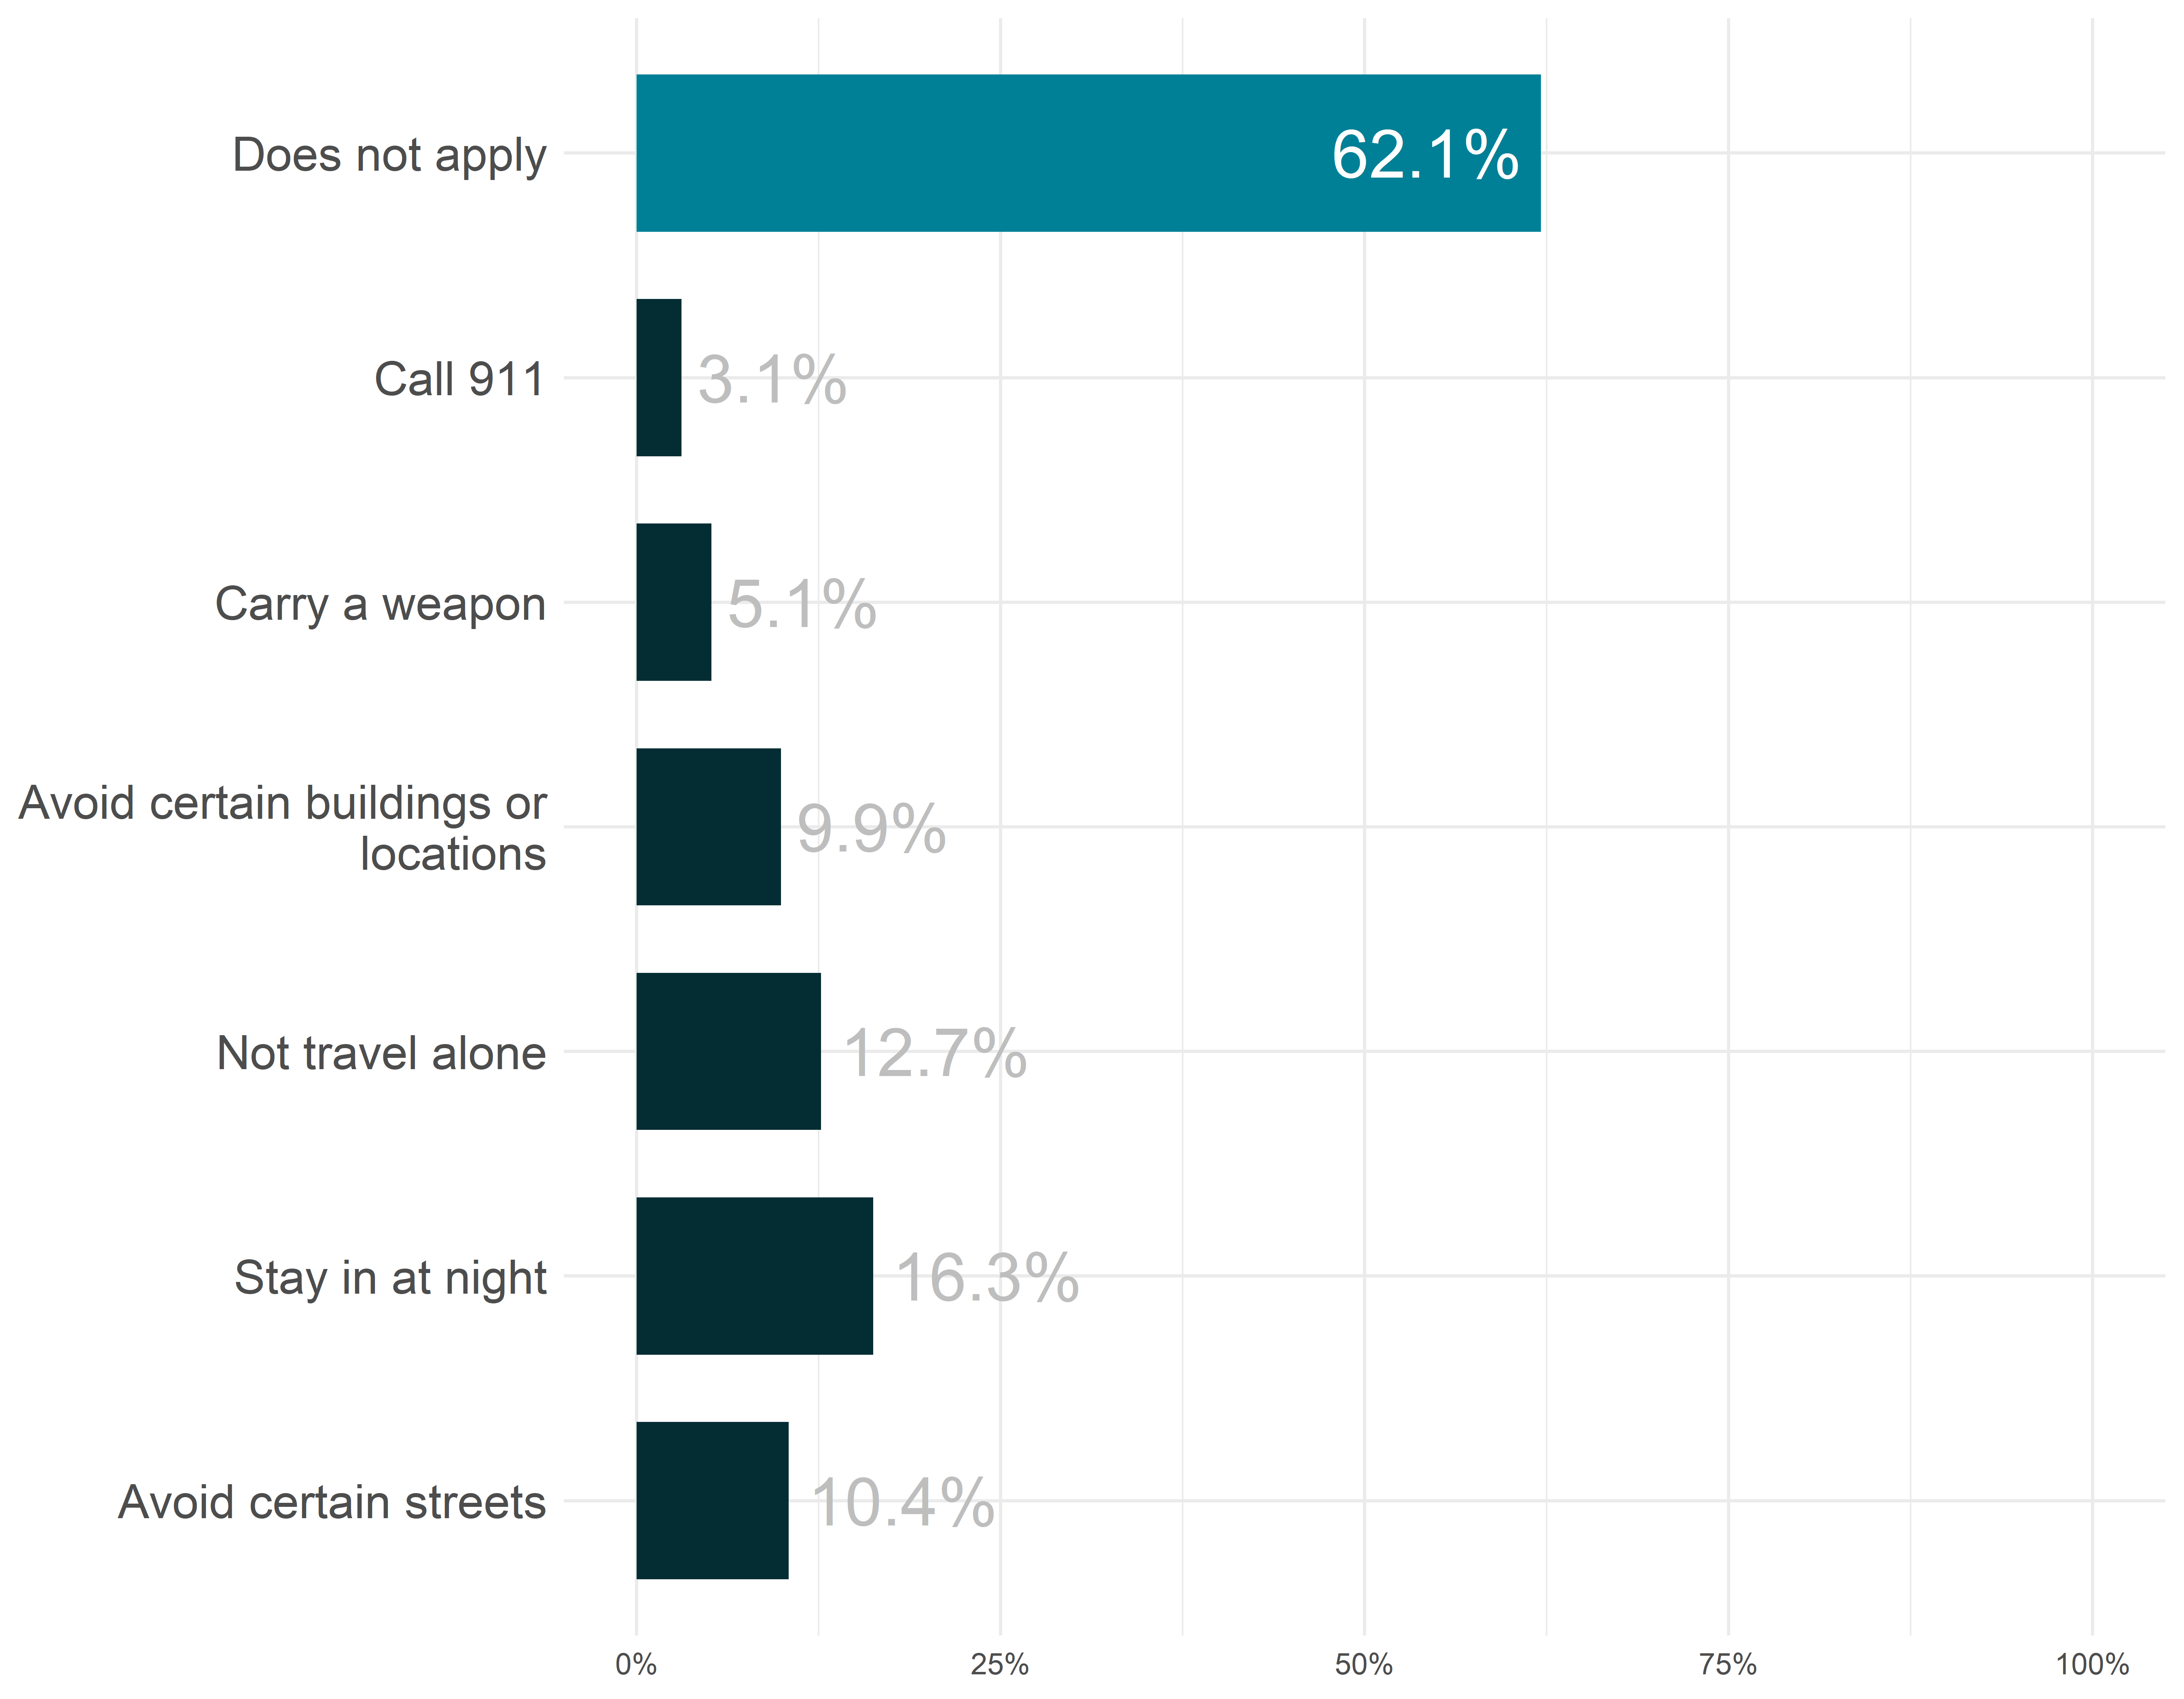 Does not apply
62.1%
Call 911
3.1%
Carry a weapon
5.1%
Avoid certain buildings or
locations
9.9%
Not travel alone
12.7%
Stay in at night
16.3%
Avoid certain streets
10.4%
0%
25%
50%
75%
100%